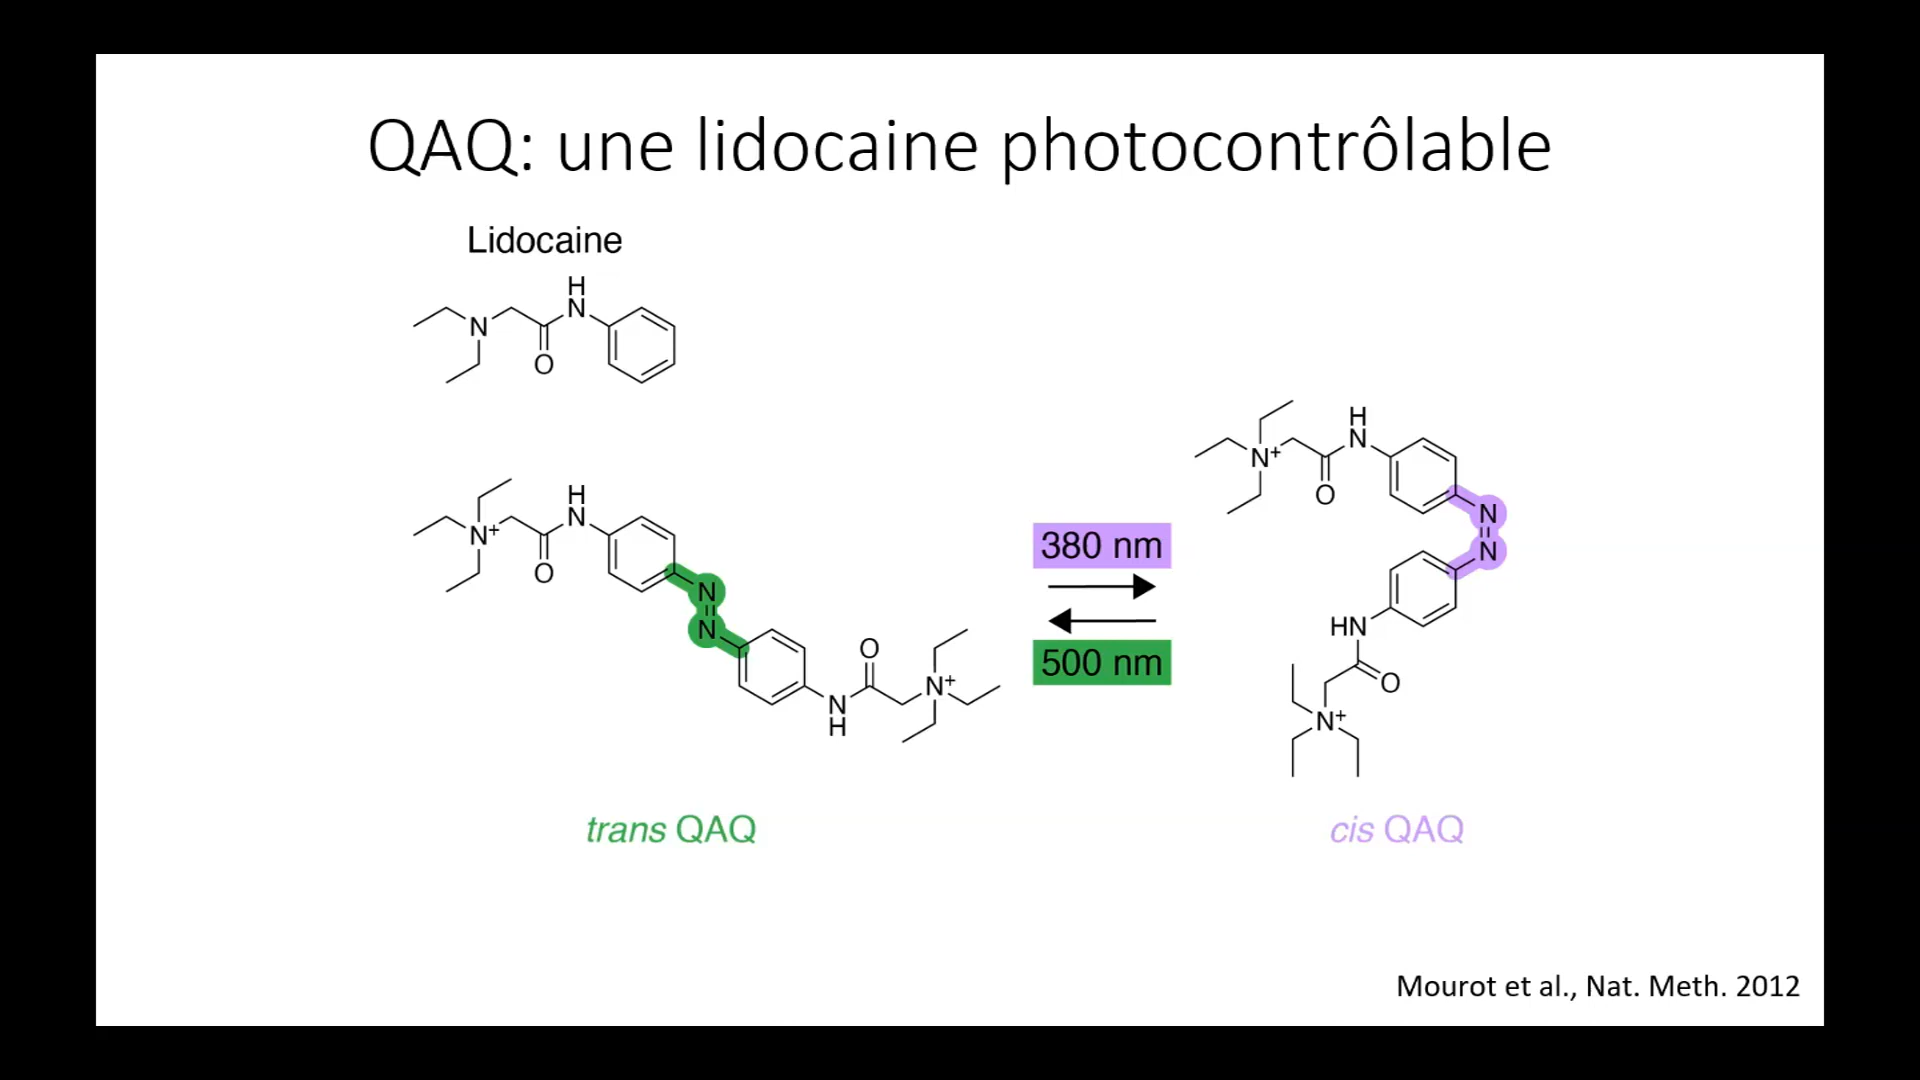 QAQ: une lidocaine photocontrôlable
Lidocaine
H
N
N
O
H
N
N+
O
N
N
O
N
H
N+
380 nm
500 nm
H
N
N+
O
N
N
HN
O
N+
trans QAQ
cis QAQ
Mourot et al., Nat. Meth. 2012